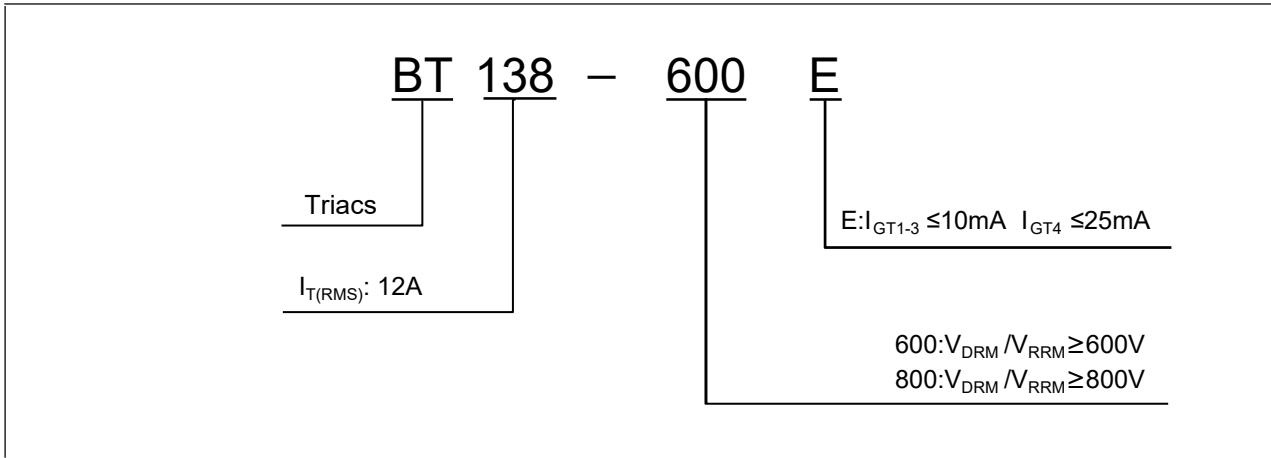 BT 138 – 600 E
Triacs
E:IGT1-3 ≤10mA IGT4 ≤25mA
IT(RMS): 12A
600:VDRM /VRRM≥600V
800:VDRM /VRRM≥800V